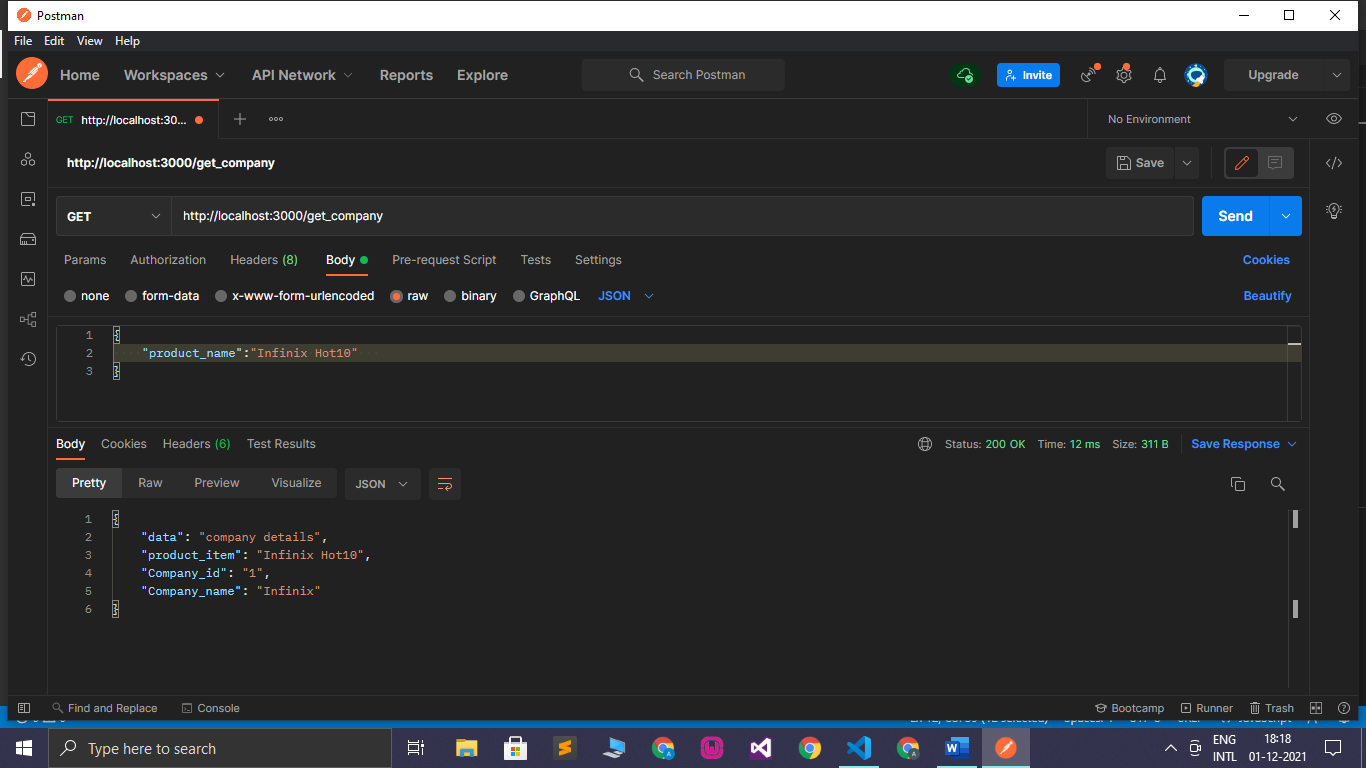 Postman
File Edit View Help
Home Workspaces API Network Reports Explore Search Postman Invite Upgrade
GET http://localhost:30... No Environment
http://localhost:3000/get_company Save
GET http://localhost:3000/get_company Send
Params Authorization Headers (8) Body Pre-request Script Tests Settings Cookies
none form-data x-www-form-urlencoded raw binary GraphQL JSON Beautify
1 {
2 "product_name":"Infinix Hot10"
3 }
Body Cookies Headers (6) Test Results Status: 200 OK Time: 12 ms Size: 311 B Save Response
Pretty Raw Preview Visualize JSON
1 {
2 "data": "company details",
3 "product_item": "Infinix Hot10",
4 "Company_id": "1",
5 "Company_name": "Infinix"
6 }
Find and Replace Console Bootcamp Runner Trash
Type here to search ENG 18:18
INTL 01-12-2021